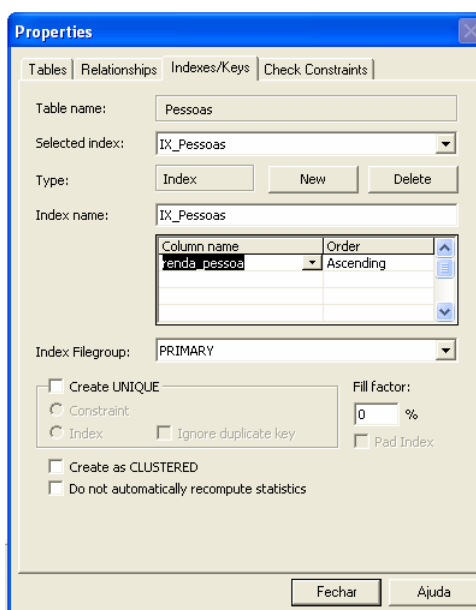 Properties
Tables Relationships Indexes/Keys Check Constraints
Table name: Pessoas
Selected index: IX_Pessoas
Type: Index New Delete
Index name: IX_Pessoas
Column name Order
renda_pessoa Ascending
Index Filegroup: PRIMARY
Create UNIQUE Fill factor:
Constraint 0 %
Index Ignore duplicate key Pad Index
Create as CLUSTERED
Do not automatically recompute statistics
Fechar Ajuda